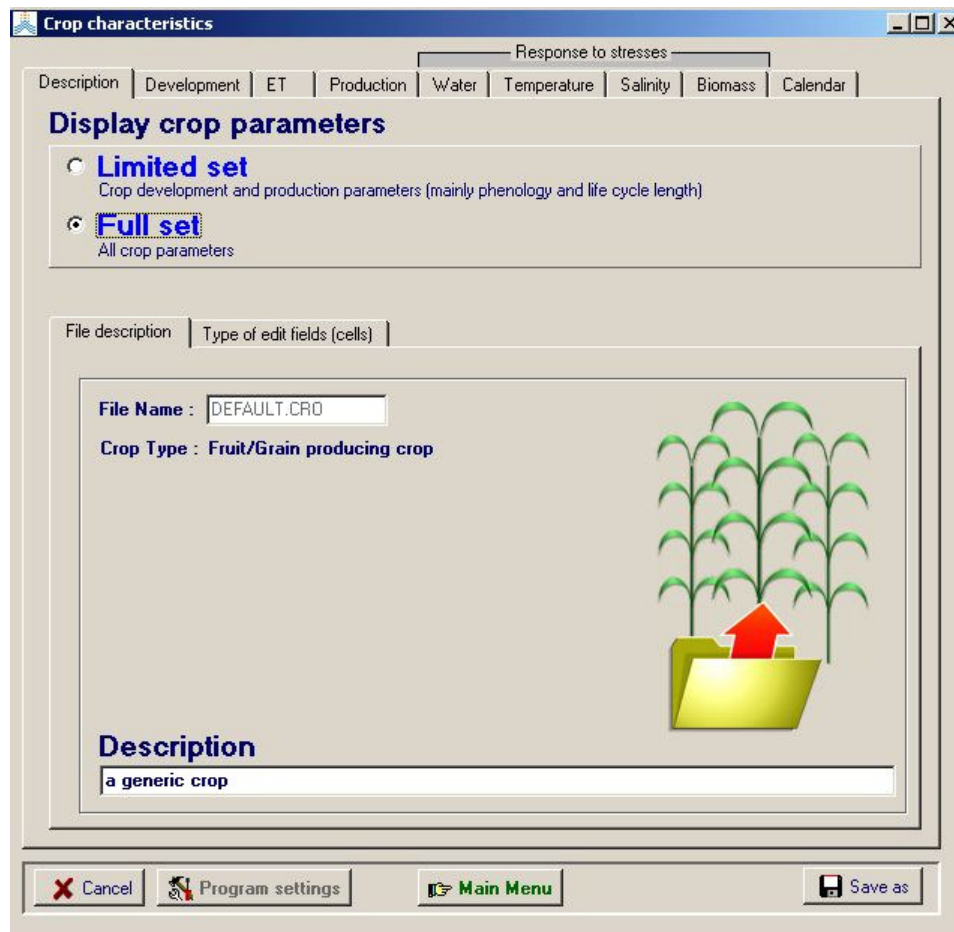 Crop characteristics
Response to stresses
Description Development ET Production Water Temperature Salinity Biomass Calendar
Display crop parameters
Limited set
Crop development and production parameters (mainly phenology and life cycle length)
Full set
All crop parameters
File description Type of edit fields (cells)
File Name : DEFAULT.CRO
Crop Type : Fruit/Grain producing crop
Description
a generic crop
Cancel Program settings Main Menu Save as